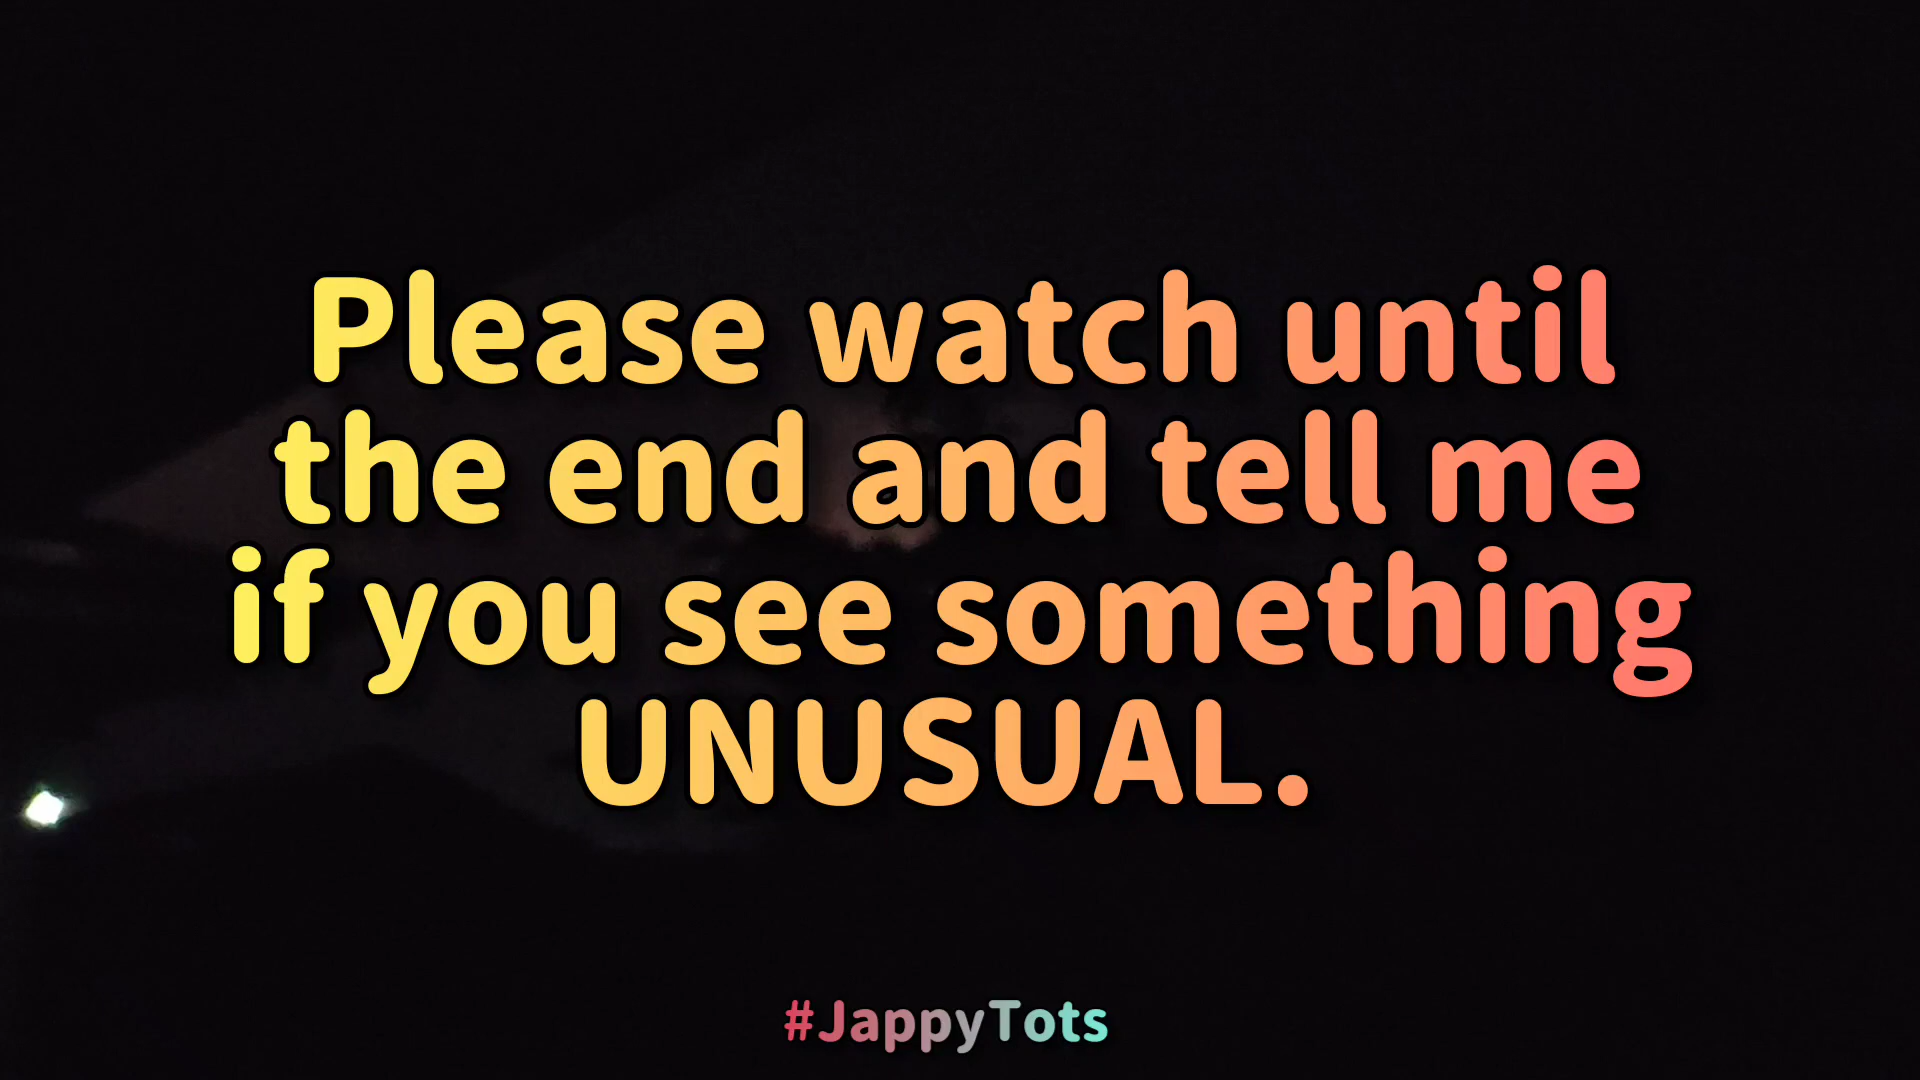 Please watch until
the end and tell me
if you see something
UNUSUAL.
#JappyTots